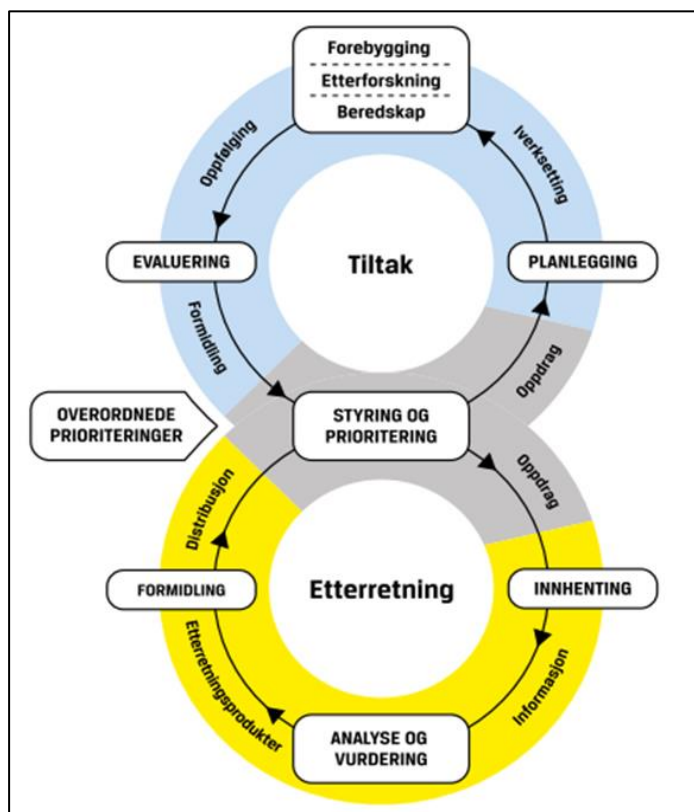 Forebygging
Etterforskning
Beredskap
Oppfølging
Iverksetting
EVALUERING
Tiltak
PLANLEGGING
Formidling
Oppdrag
OVERORDNEDE
PRIORITERINGER
STYRING OG
PRIORITERING
Distribusjon
Oppdrag
FORMIDLING
Etterretning
INNHENTING
Etterretningsprodukter
Informasjon
ANALYSE OG
VURDERING